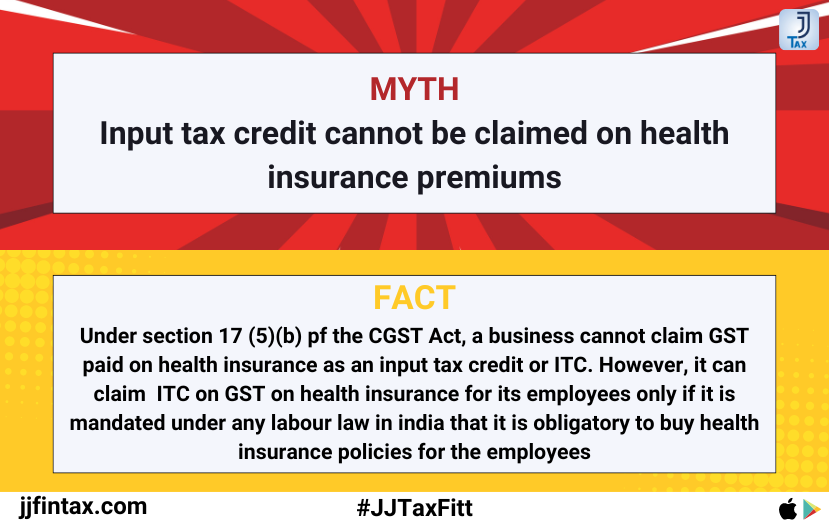 J
TAX
MYTH
Input tax credit cannot be claimed on health
insurance premiums
FACT
Under section 17 (5)(b) pf the CGST Act, a business cannot claim GST
paid on health insurance as an input tax credit or ITC. However, it can
claim ITC on GST on health insurance for its employees only if it is
mandated under any labour law in india that it is obligatory to buy health
insurance policies for the employees
jjfintax.com
#JJTaxFitt